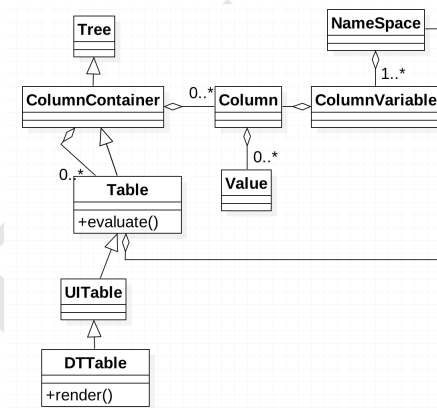 NameSpace
Tree
1..*
ColumnContainer
0..*
Column
ColumnVariable
0..*
0..*
Table
Value
+evaluate()
UITable
DTTable
+render()